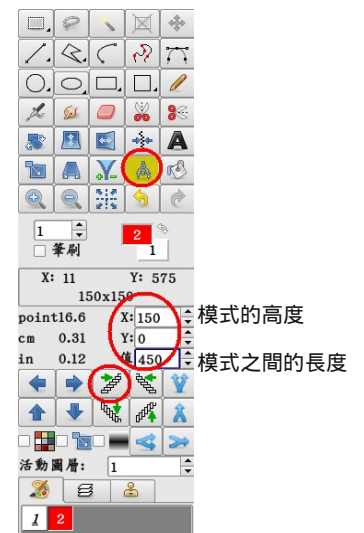 A
1
2
筆刷
1
X: 11 Y: 575
150x150
point16.6 X: 150
模式的高度
cm 0.31 Y: 0
in 0.12 值 450
模式之間的長度
活動圖層: 1
1 2